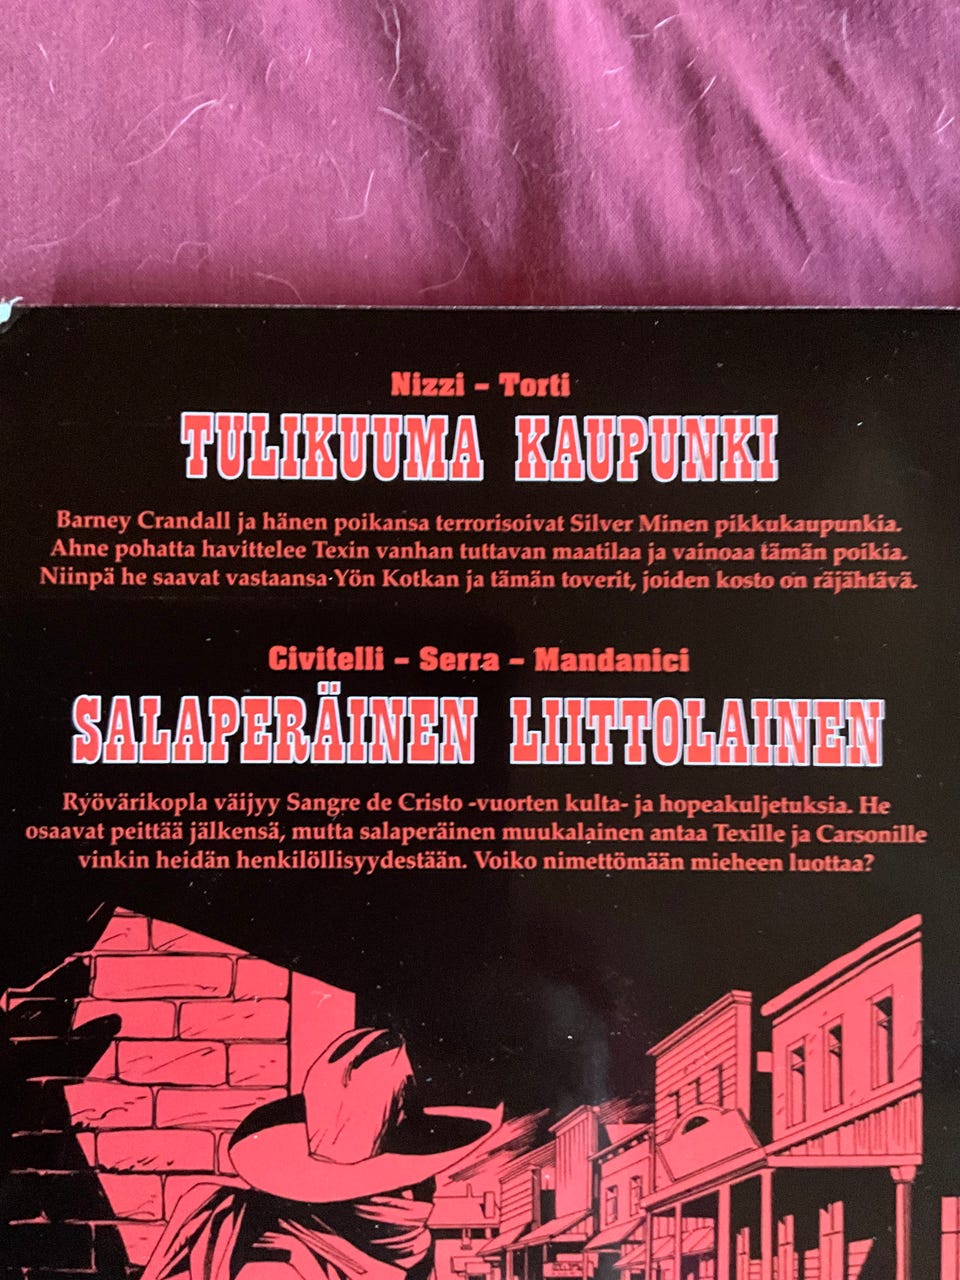 Nizzi – Torti
TULIKUUMA KAUPUNKI
Barney Crandall ja hänen poikansa terrorisoivat Silver Minen pikkukaupunkia.
Ahne pohatta havittelee Texin vanhan tuttavan maatilaa ja vainoaa tämän poikia.
Niinpä he saavat vastaansa Yön Kotkan ja tämän toverit, joiden kosto on räjähtävä.
Civitelli – Serra – Mandanici
SALAPERÄINEN LIITTOLAINEN
Ryövärikopla väijyy Sangre de Cristo -vuorten kulta- ja hopeakuljetuksia. He
osaavat peittää jälkensä, mutta salaperäinen muukalainen antaa Texille ja Carsonille
vinkin heidän henkilöllisyydestään. Voiko nimettömään mieheen luottaa?